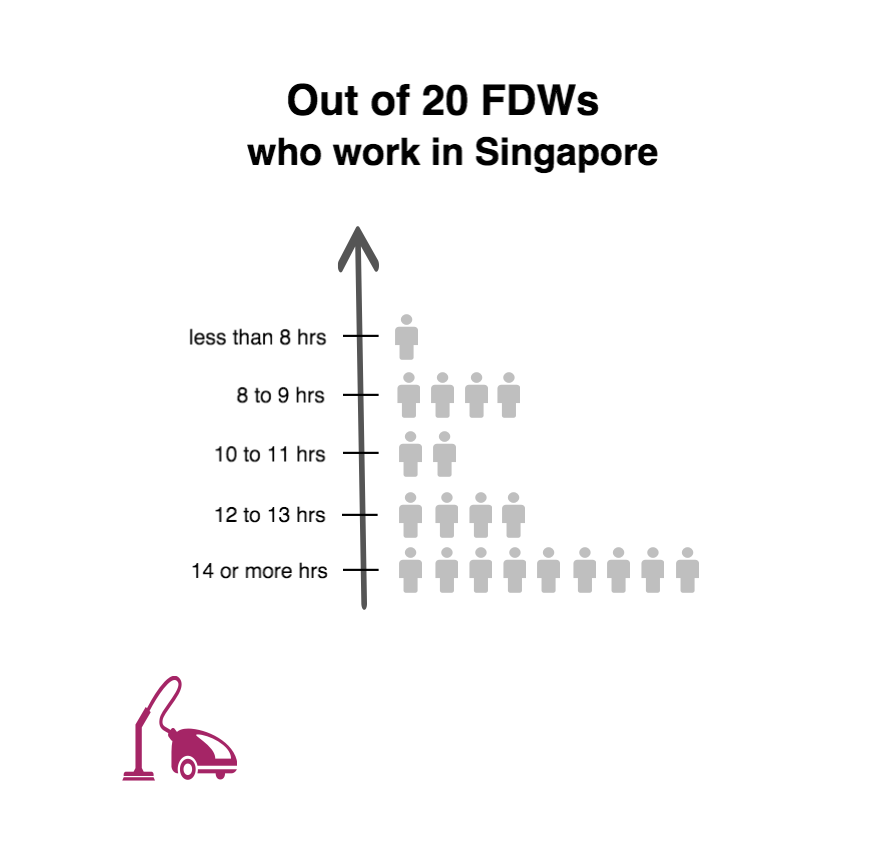 Out of 20 FDWs
who work in Singapore
less than 8 hrs
8 to 9 hrs
10 to 11 hrs
12 to 13 hrs
14 or more hrs